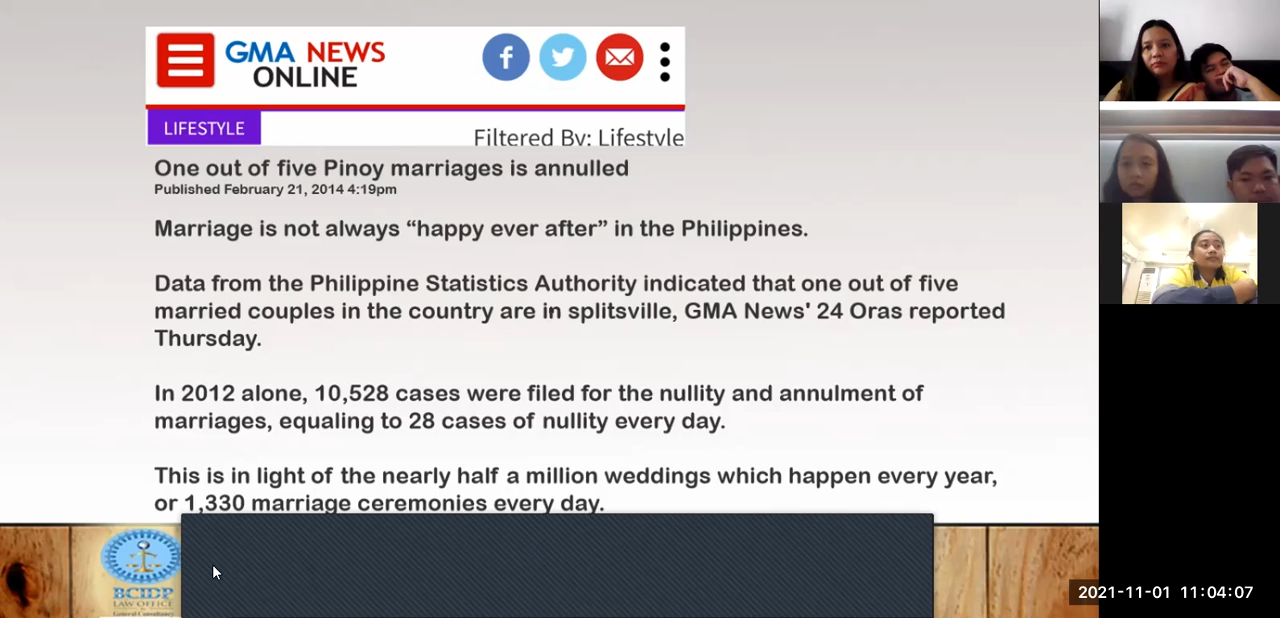 GMA NEWS
ONLINE
LIFESTYLE
Filtered By: Lifestyle
One out of five Pinoy marriages is annulled
Published February 21, 2014 4:19pm
Marriage is not always “happy ever after” in the Philippines.
Data from the Philippine Statistics Authority indicated that one out of five
married couples in the country are in splitsville, GMA News' 24 Oras reported
Thursday.
In 2012 alone, 10,528 cases were filed for the nullity and annulment of
marriages, equaling to 28 cases of nullity every day.
This is in light of the nearly half a million weddings which happen every year,
or 1,330 marriage ceremonies every day.
BCIDP
LAW OFFICE
General Consultancy
2021-11-01 11:04:07